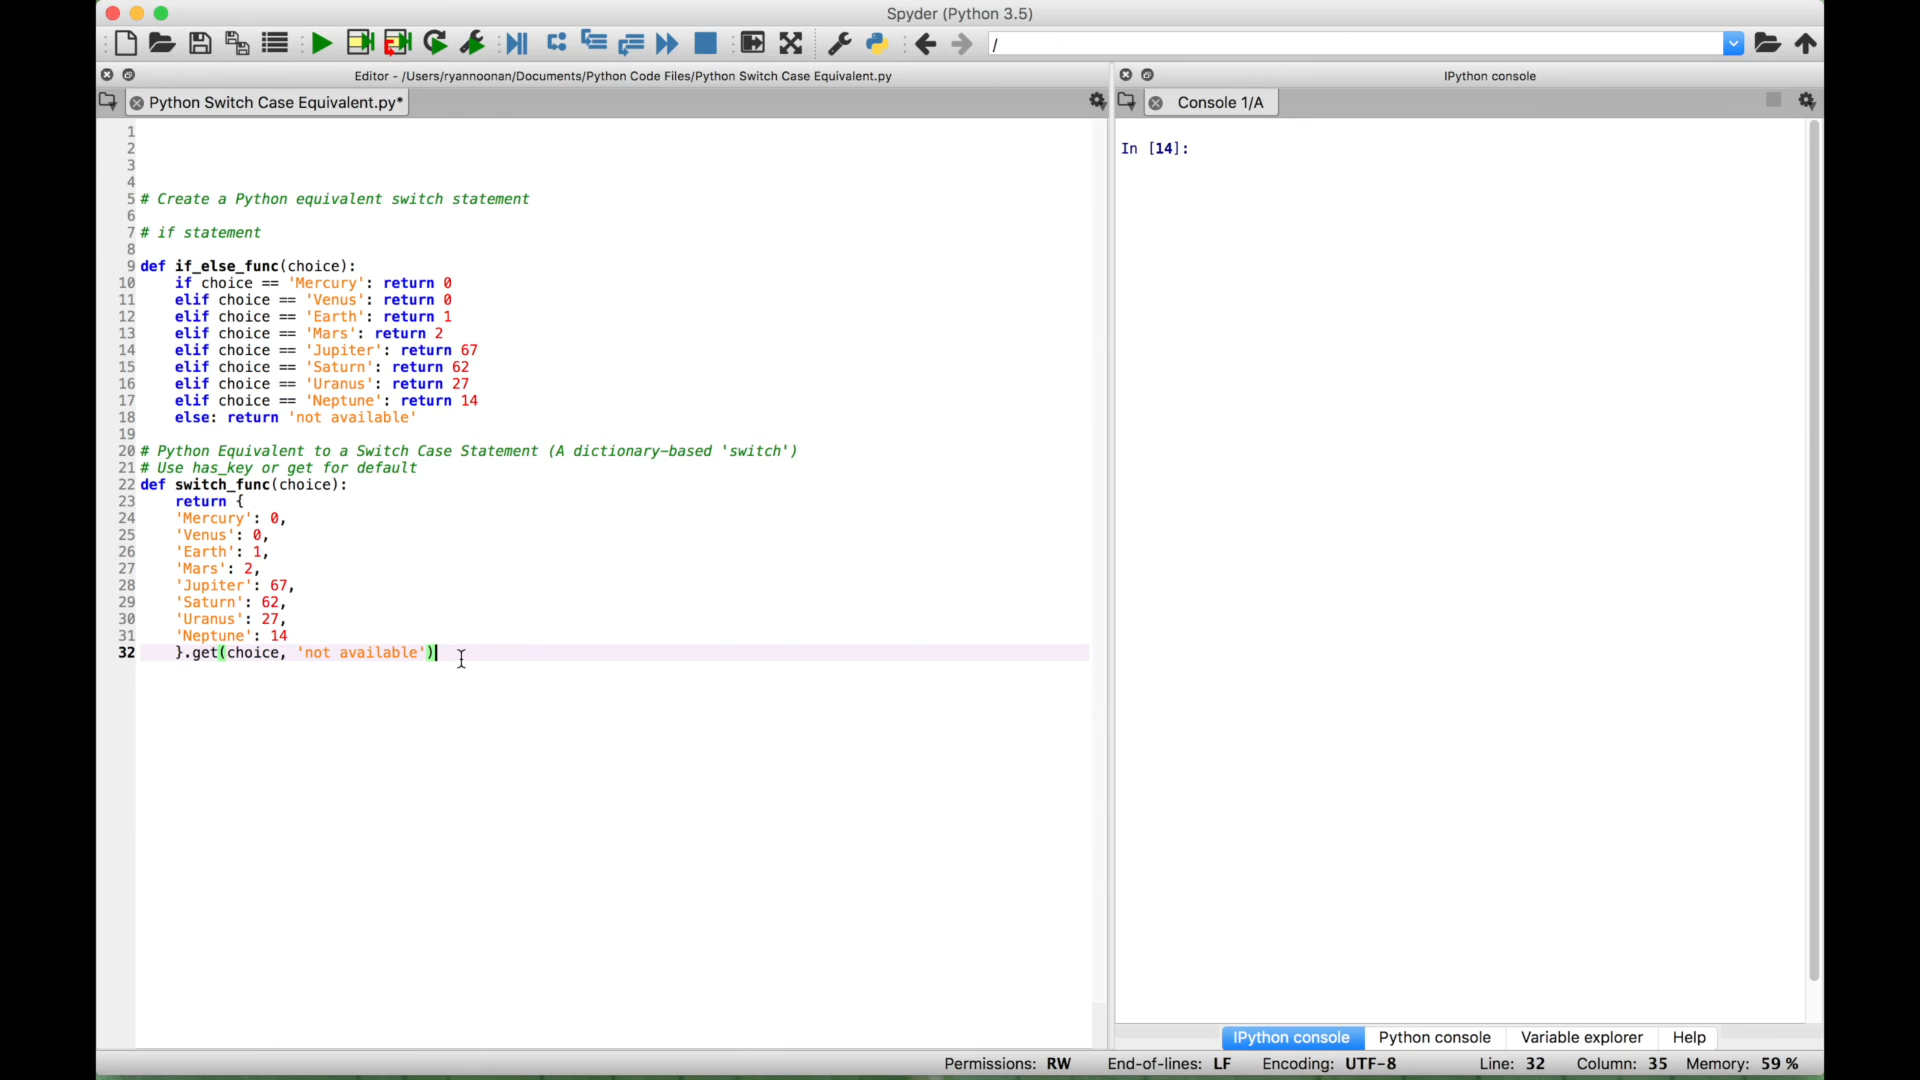 Spyder (Python 3.5)
/
Editor - /Users/ryannoonan/Documents/Python Code Files/Python Switch Case Equivalent.py
IPython console
Python Switch Case Equivalent.py*
Console 1/A
1
2
3
4
5 # Create a Python equivalent switch statement
6
7 # if statement
8
9 def if_else_func(choice):
10     if choice == 'Mercury': return 0
11     elif choice == 'Venus': return 0
12     elif choice == 'Earth': return 1
13     elif choice == 'Mars': return 2
14     elif choice == 'Jupiter': return 67
15     elif choice == 'Saturn': return 62
16     elif choice == 'Uranus': return 27
17     elif choice == 'Neptune': return 14
18     else: return 'not available'
19
20 # Python Equivalent to a Switch Case Statement (A dictionary-based 'switch')
21 # Use has_key or get for default
22 def switch_func(choice):
23     return {
24     'Mercury': 0,
25     'Venus': 0,
26     'Earth': 1,
27     'Mars': 2,
28     'Jupiter': 67,
29     'Saturn': 62,
30     'Uranus': 27,
31     'Neptune': 14
32     }.get(choice, 'not available')
In [14]:
IPython console Python console Variable explorer Help
Permissions: RW End-of-lines: LF Encoding: UTF-8 Line: 32 Column: 35 Memory: 59 %